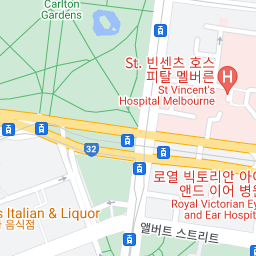 Carlton
Gardens
St. 빈센츠 호스
피탈 멜버른
St Vincent's
Hospital Melbourne
H
32
로열 빅토리안 아이
앤드 이어 병원
Royal Victorian Eye
and Ear Hospi
s Italian & Liquor
음식점
앨버트 스트리트